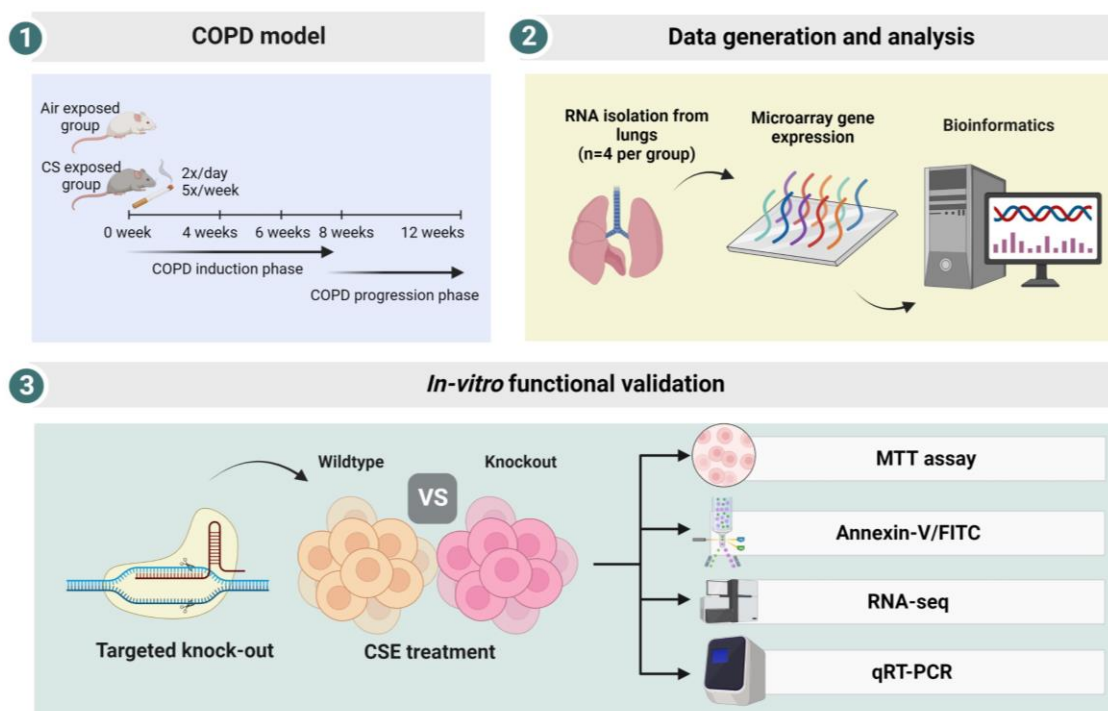 1
COPD model
Air exposed
group
CS exposed
group
2x/day
5x/week
0 week
4 weeks
6 weeks
8 weeks
12 weeks
COPD induction phase
COPD progression phase
2
Data generation and analysis
RNA isolation from
lungs
(n=4 per group)
Microarray gene
expression
Bioinformatics
3
In-vitro functional validation
Targeted knock-out
Wildtype
VS
Knockout
CSE treatment
MTT assay
Annexin-V/FITC
RNA-seq
qRT-PCR